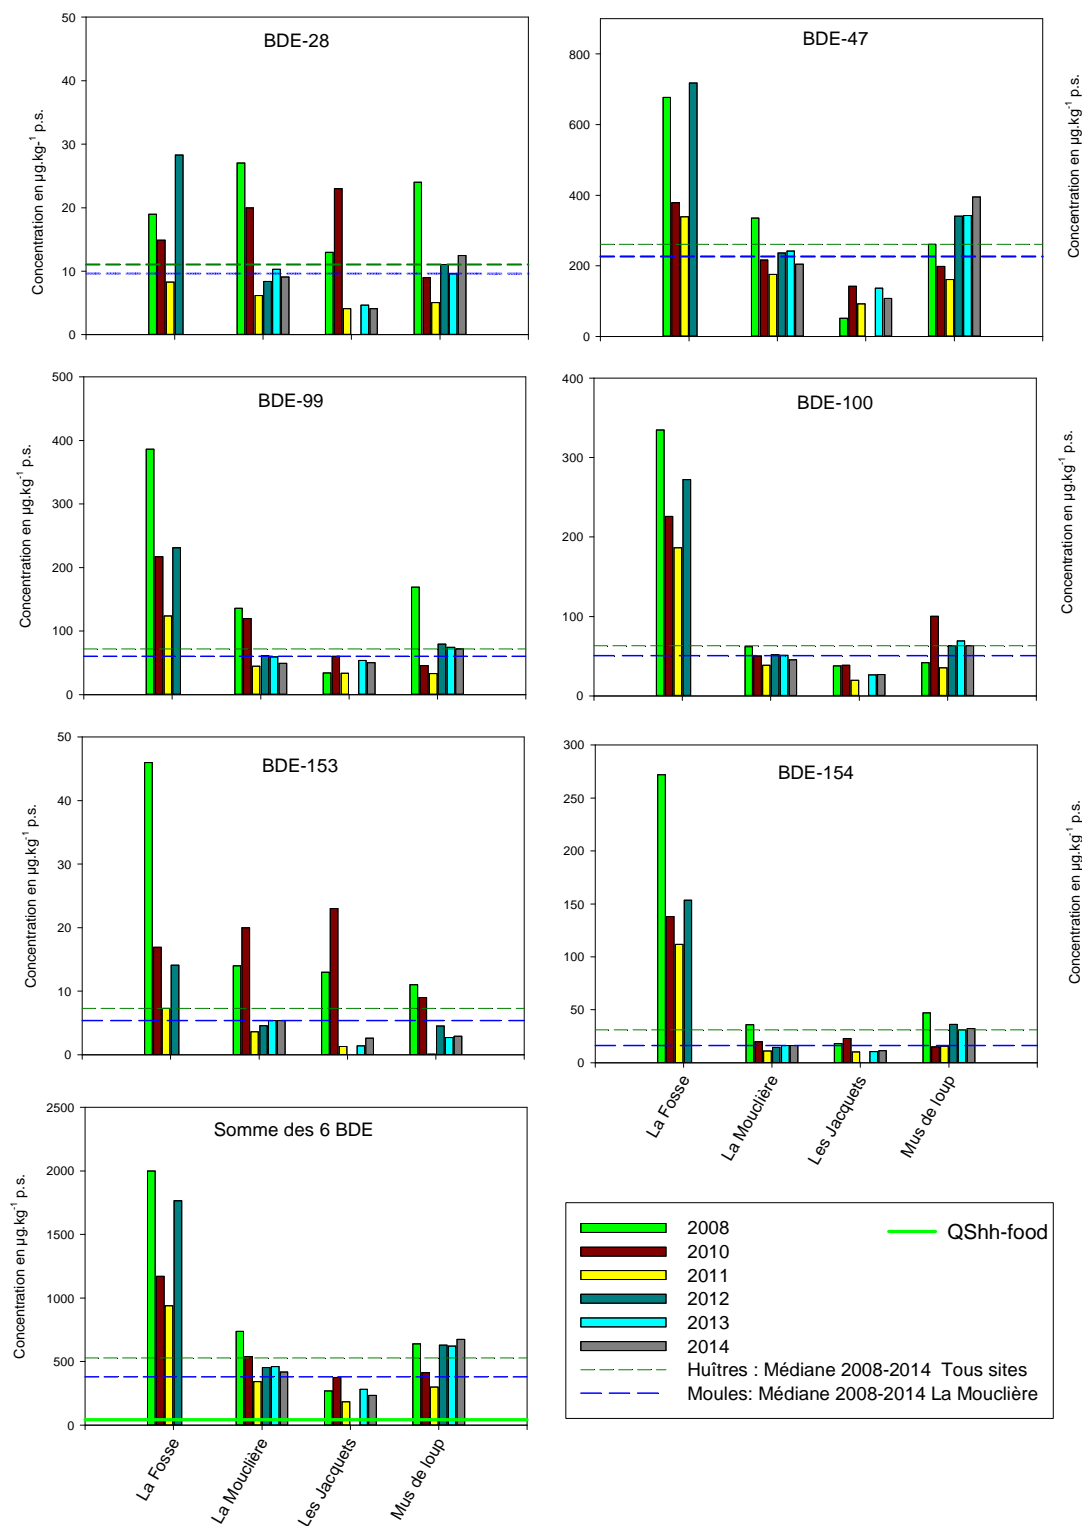 BDE-28
Concentration en µg.kg-¹ p.s.
50
40
30
20
10
0
BDE-47
Concentration en µg.kg⁻¹ p.s.
800
600
400
200
0
BDE-99
Concentration en µg.kg⁻¹ p.s.
500
400
300
200
100
0
BDE-100
Concentration en µg.kg⁻¹ p.s.
400
300
200
100
0
BDE-153
Concentration en µg.kg⁻¹ p.s.
50
40
30
20
10
0
BDE-154
Concentration en µg.kg⁻¹ p.s.
300
250
200
150
100
50
0
La Fosse
La Mouclière
Les Jacquets
Mus de loup
Somme des 6 BDE
Concentration en µg.kg⁻¹ p.s.
2500
2000
1500
1000
500
0
La Fosse
La Mouclière
Les Jacquets
Mus de loup
2008
QShh-food
2010
2011
2012
2013
2014
Huîtres : Médiane 2008-2014 Tous sites
Moules: Médiane 2008-2014 La Mouclière